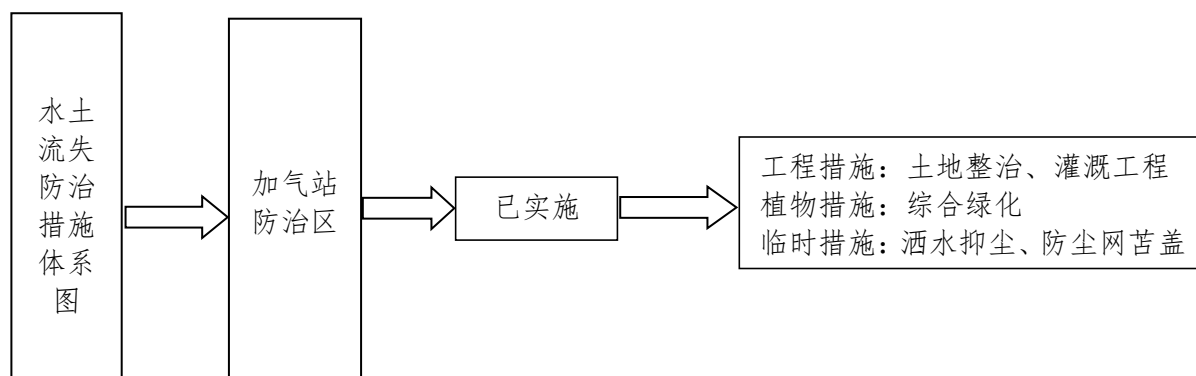 水土
流失
防治
措施
体系
图
加气站
防治区
已实施
工程措施：土地整治、灌溉工程
植物措施：综合绿化
临时措施：洒水抑尘、防尘网苫盖